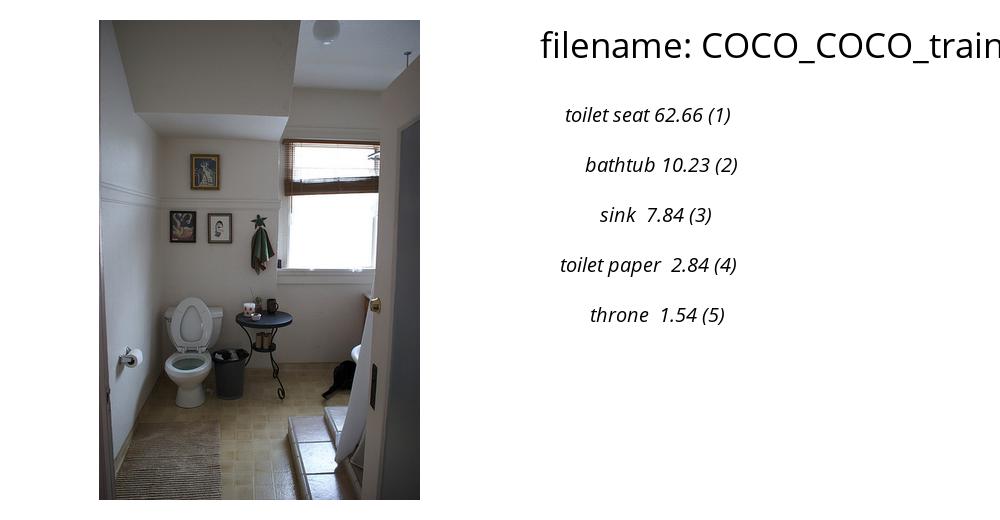 filename: COCO_COCO_train
toilet seat 62.66 (1)
bathtub 10.23 (2)
sink 7.84 (3)
toilet paper 2.84 (4)
throne 1.54 (5)